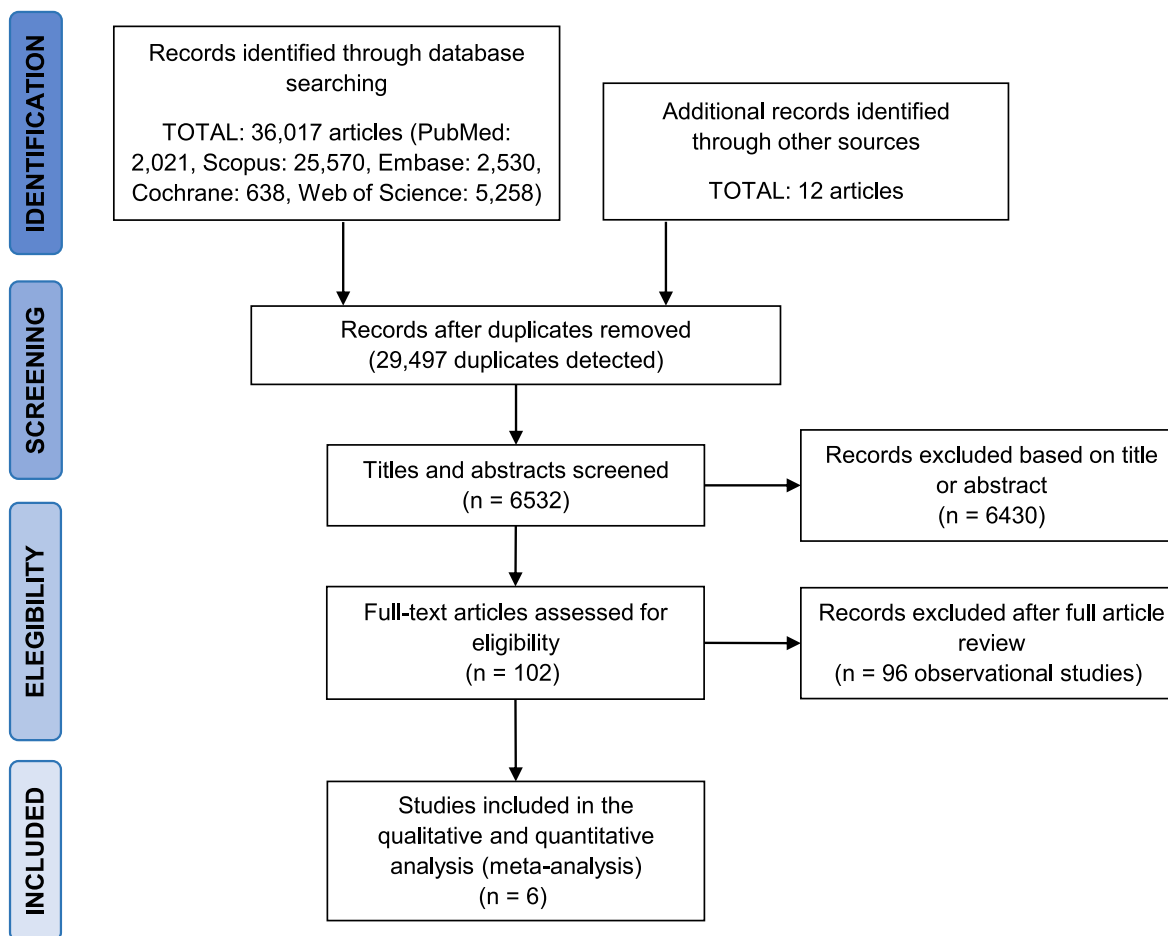 IDENTIFICATION
Records identified through database
searching
TOTAL: 36,017 articles (PubMed:
2,021, Scopus: 25,570, Embase: 2,530,
Cochrane: 638, Web of Science: 5,258)
Additional records identified
through other sources
TOTAL: 12 articles
SCREENING
Records after duplicates removed
(29,497 duplicates detected)
Titles and abstracts screened
(n = 6532)
Records excluded based on title
or abstract
(n = 6430)
ELEGIBILITY
Full-text articles assessed for
eligibility
(n = 102)
Records excluded after full article
review
(n = 96 observational studies)
INCLUDED
Studies included in the
qualitative and quantitative
analysis (meta-analysis)
(n = 6)